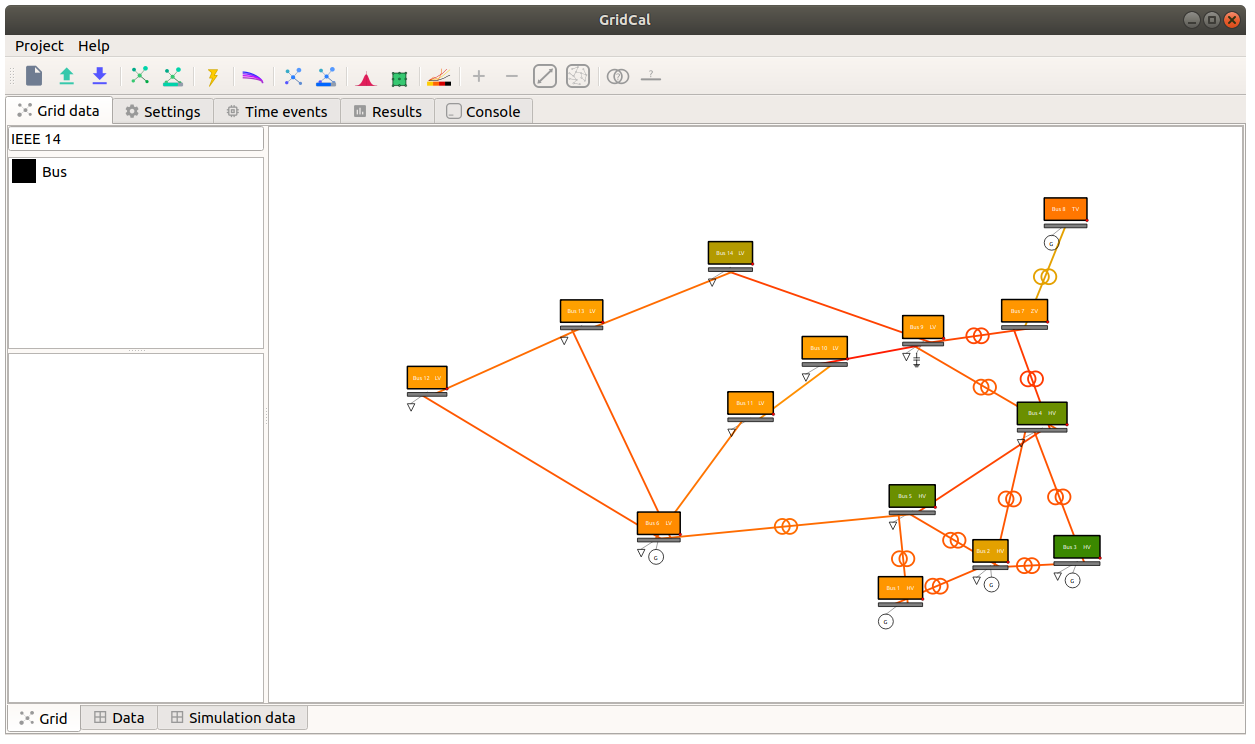 GridCal
Project Help
Grid data Settings Time events Results Console
IEEE 14
Bus
Bus 8 TV
G
Bus 14 LV
Bus 13 LV
Bus 7 ZV
Bus 9 LV
Bus 10 LV
Bus 12 LV
Bus 11 LV
Bus 4 HV
Bus 5 HV
Bus 6 LV
G
Bus 2 HV
Bus 3 HV
G
G
Bus 1 HV
G
Grid Data Simulation data